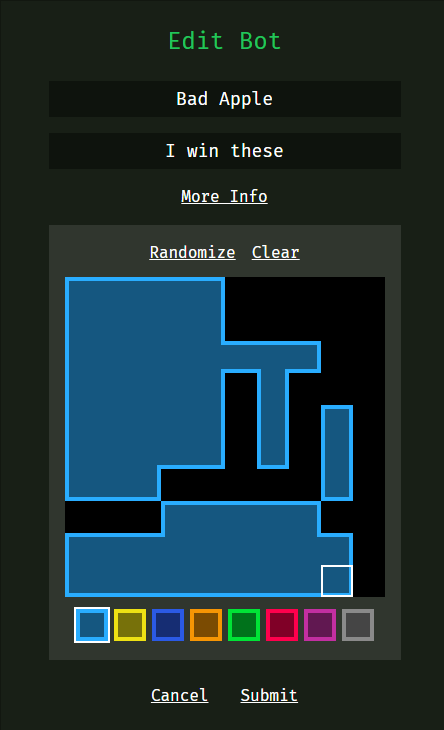 Edit Bot
Bad Apple
I win these
More Info
Randomize Clear
Cancel Submit